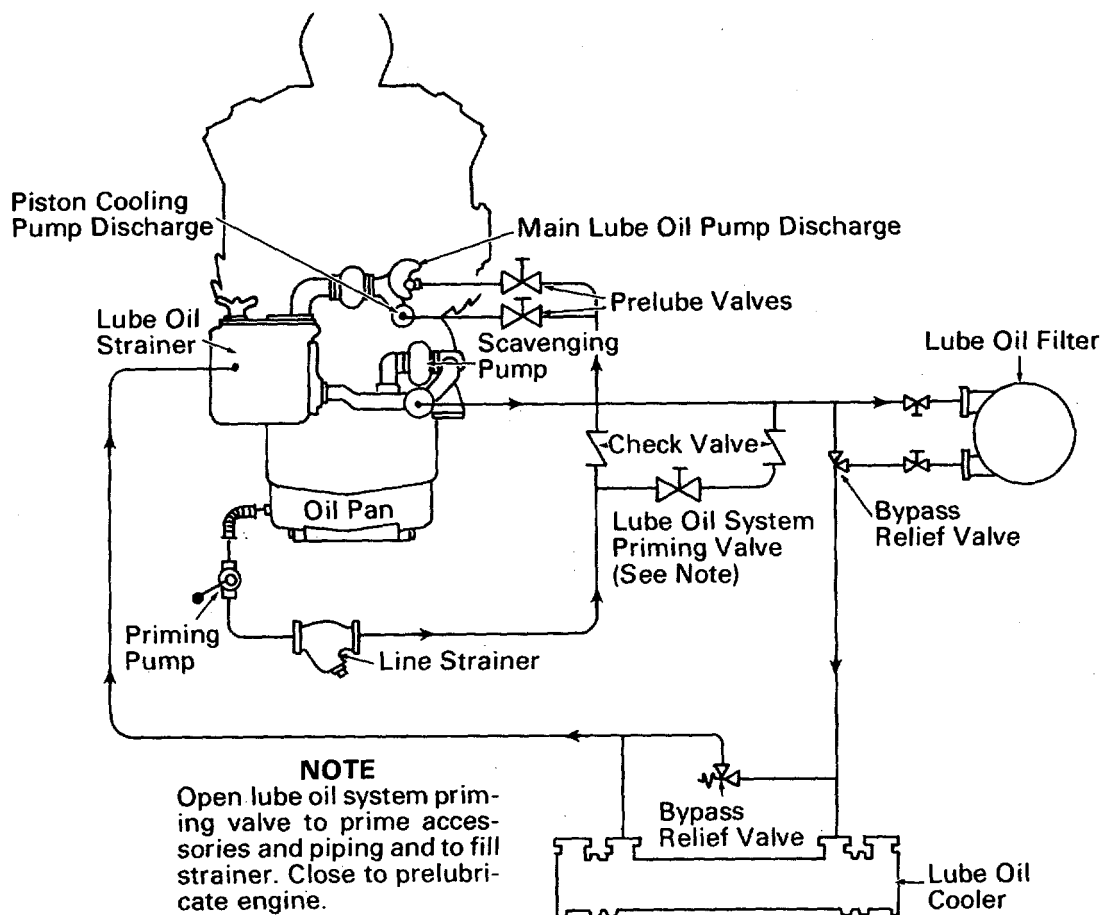 Piston Cooling
Pump Discharge
Main Lube Oil Pump Discharge
Prelube Valves
Lube Oil
Strainer
Scavenging
Pump
Lube Oil Filter
Check Valve
Oil Pan
Lube Oil System
Priming Valve
(See Note)
Bypass
Relief Valve
Priming
Pump
Line Strainer
NOTE
Open lube oil system prim-
ing valve to prime acces-
sories and piping and to fill
strainer. Close to prelubri-
cate engine.
Bypass
Relief Valve
Lube Oil
Cooler